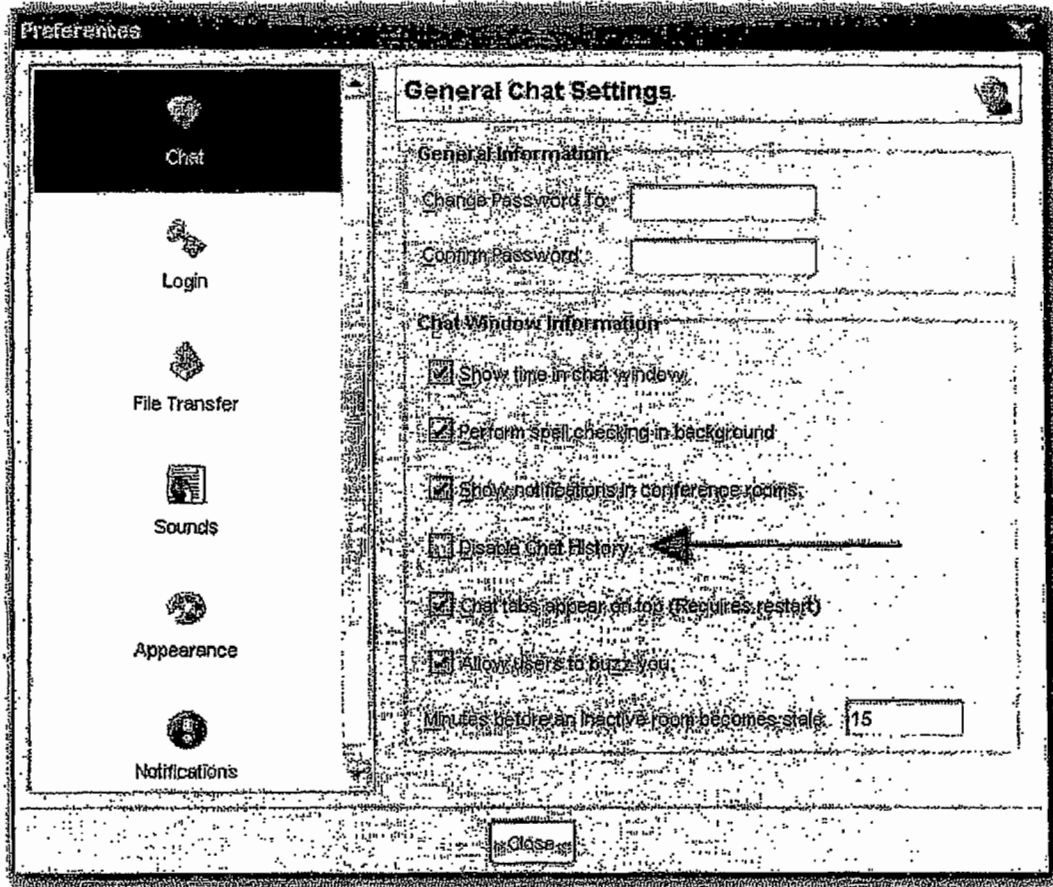 Preferences
Chat
Login
File Transfer
Sounds
Appearance
Notifications
General Chat Settings
General Information
Change Password To:
Confirm Password:
Chat Window Information
Show time in chat window
Perform spell checking in background
Show notifications in conference rooms
Disable Chat History
Chat tabs appear on top (Requires restart)
Allow users to buzz you
Minutes before an inactive room becomes stale 15
Close